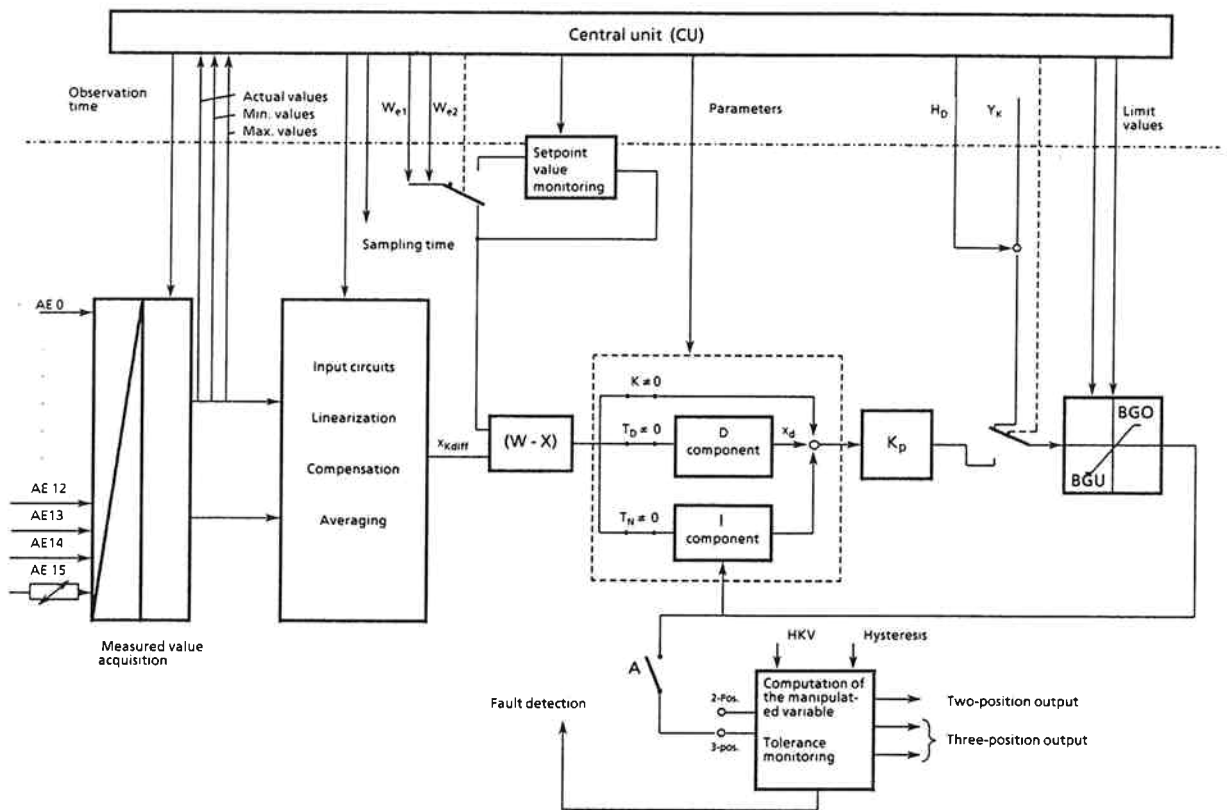 Central unit (CU)
Observation
time
Actual values
Min. values
Max. values
We1
We2
Parameters
HD
YK
Limit
values
Setpoint
value
monitoring
Sampling time
AE 0
Input circuits
Linearization
Compensation
Averaging
xKdiff
(W - X)
K ≠ 0
TD ≠ 0
D
component
xd
TN ≠ 0
I
component
Kp
BGO
BGU
AE 12
AE13
AE14
AE 15
Measured value
acquisition
A
HKV
Hysteresis
Fault detection
2-Pos.
3-pos.
Computation of
the manipulat-
ed variable
Tolerance
monitoring
Two-position output
Three-position output